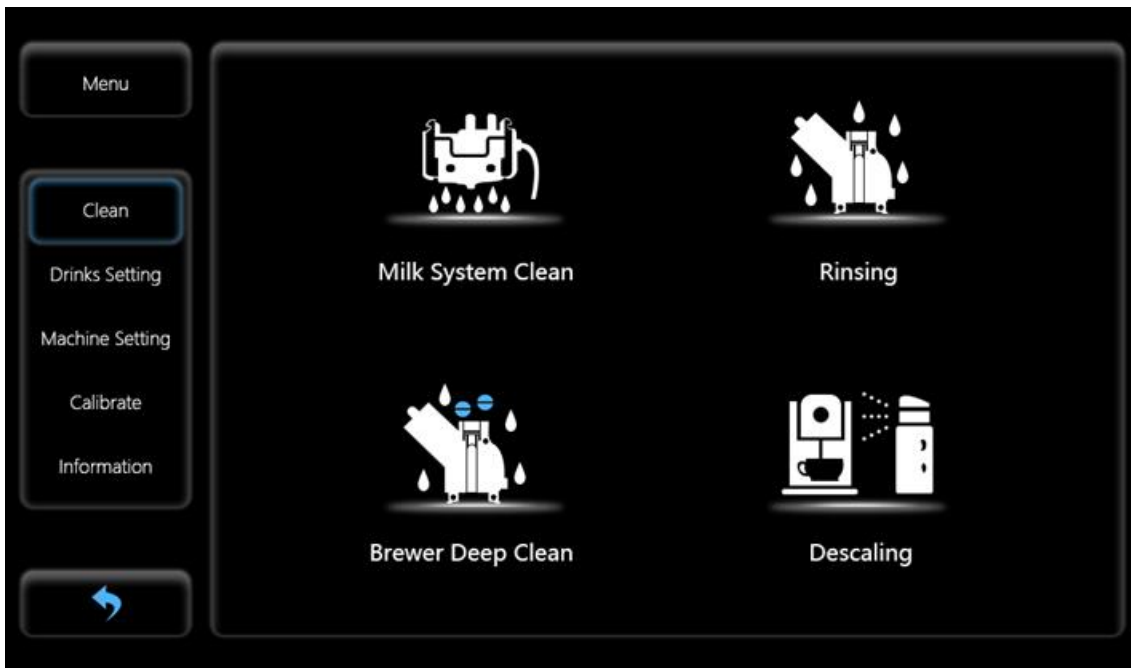 Menu
Clean
Drinks Setting
Machine Setting
Calibrate
Information
Milk System Clean
Rinsing
Brewer Deep Clean
Descaling